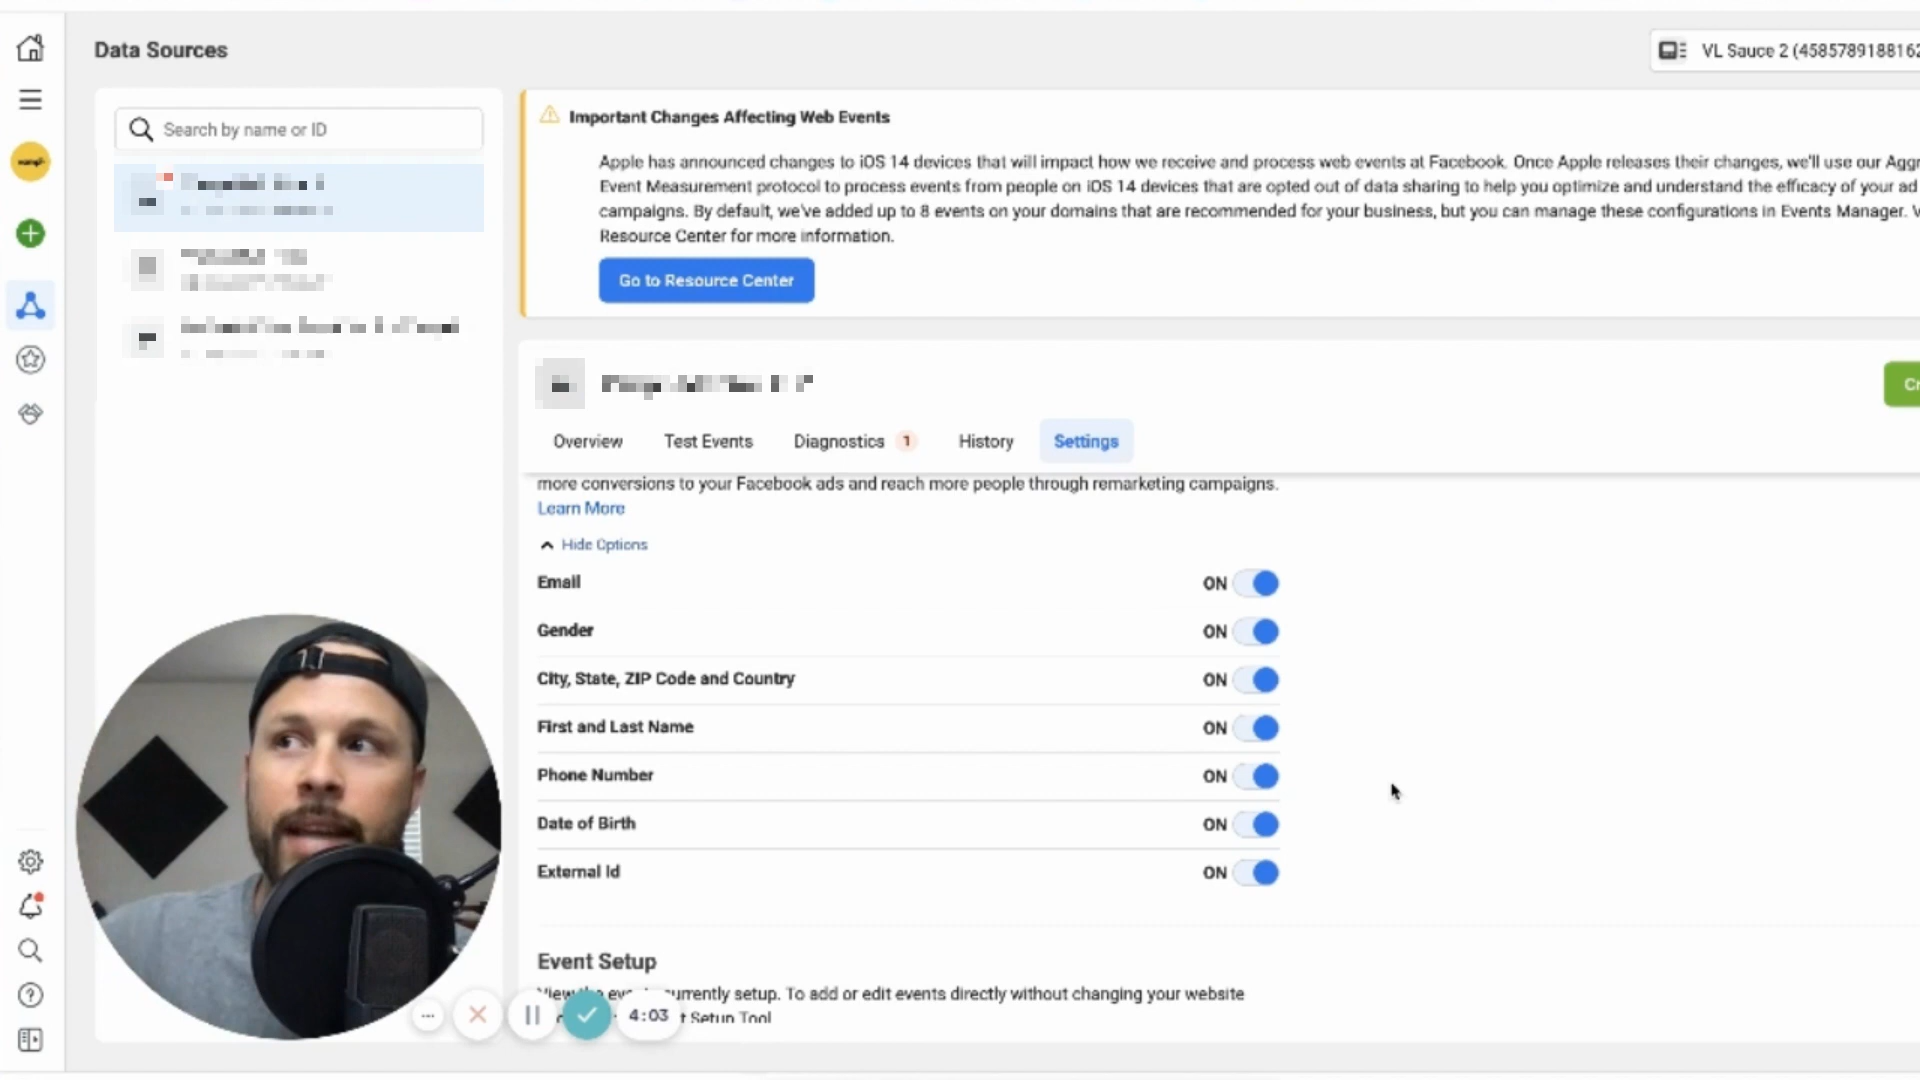 Data Sources
VL Sauce 2 (4585789188162
Search by name or ID
Important Changes Affecting Web Events
Apple has announced changes to iOS 14 devices that will impact how we receive and process web events at Facebook. Once Apple releases their changes, we'll use our Aggr
Event Measurement protocol to process events from people on iOS 14 devices that are opted out of data sharing to help you optimize and understand the efficacy of your ad
campaigns. By default, we've added up to 8 events on your domains that are recommended for your business, but you can manage these configurations in Events Manager. V
Resource Center for more information.
Go to Resource Center
Cr
Overview Test Events Diagnostics 1 History Settings
more conversions to your Facebook ads and reach more people through remarketing campaigns.
Learn More
Hide Options
Email ON
Gender ON
City, State, ZIP Code and Country ON
First and Last Name ON
Phone Number ON
Date of Birth ON
External Id ON
Event Setup
View the currently setup. To add or edit events directly without changing your website
t Setup Tool
4:03